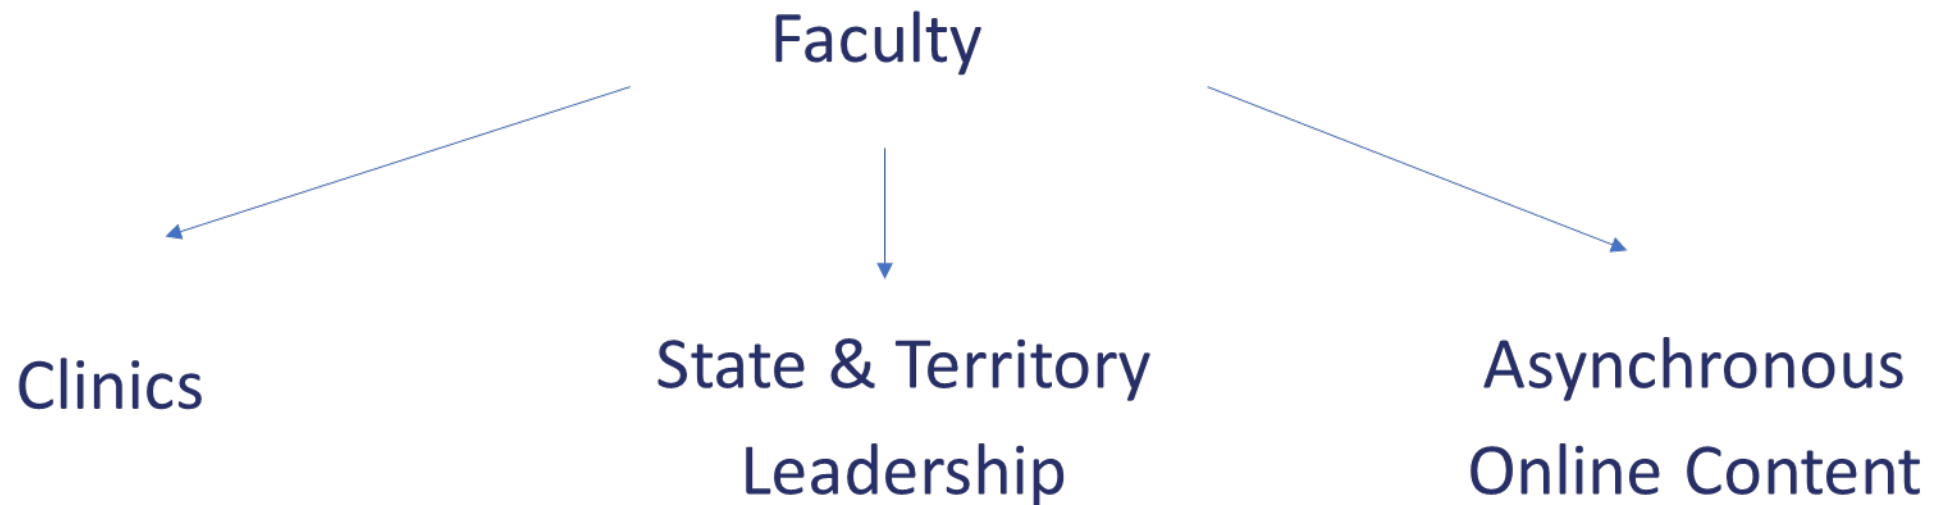 Faculty
Clinics
State & Territory
Leadership
Asynchronous
Online Content